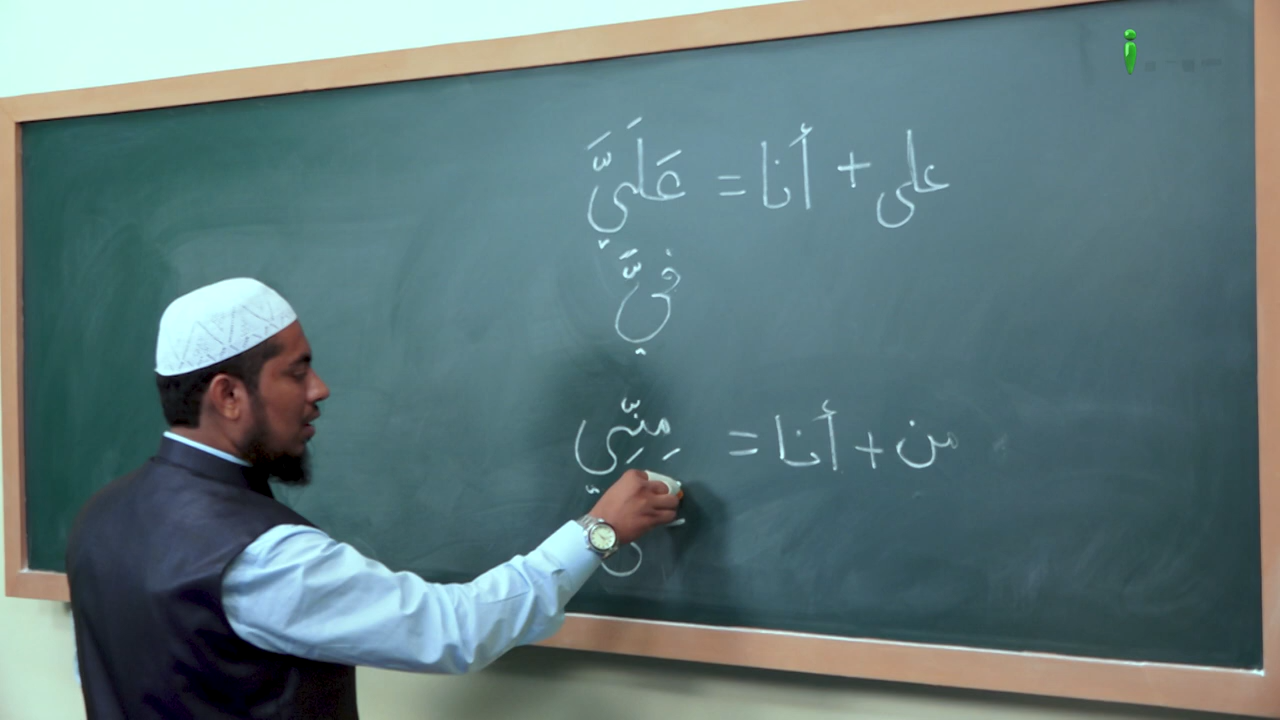 على + أنا = عَلَيَّ
فِيَّ
من + أنا = مِنِّي